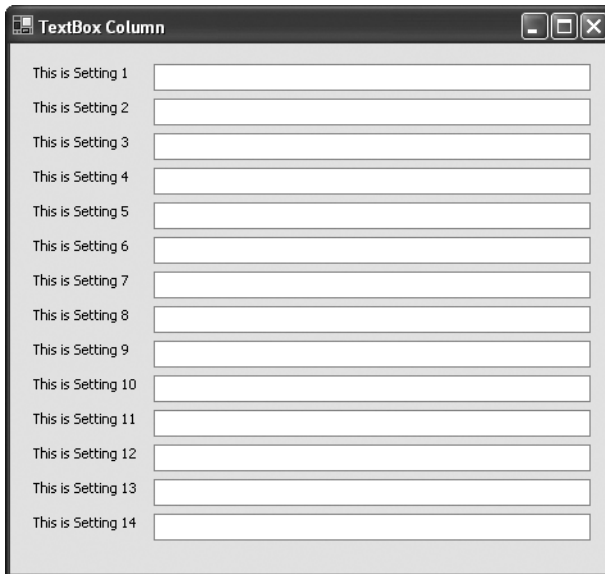 TextBox Column
This is Setting 1
This is Setting 2
This is Setting 3
This is Setting 4
This is Setting 5
This is Setting 6
This is Setting 7
This is Setting 8
This is Setting 9
This is Setting 10
This is Setting 11
This is Setting 12
This is Setting 13
This is Setting 14